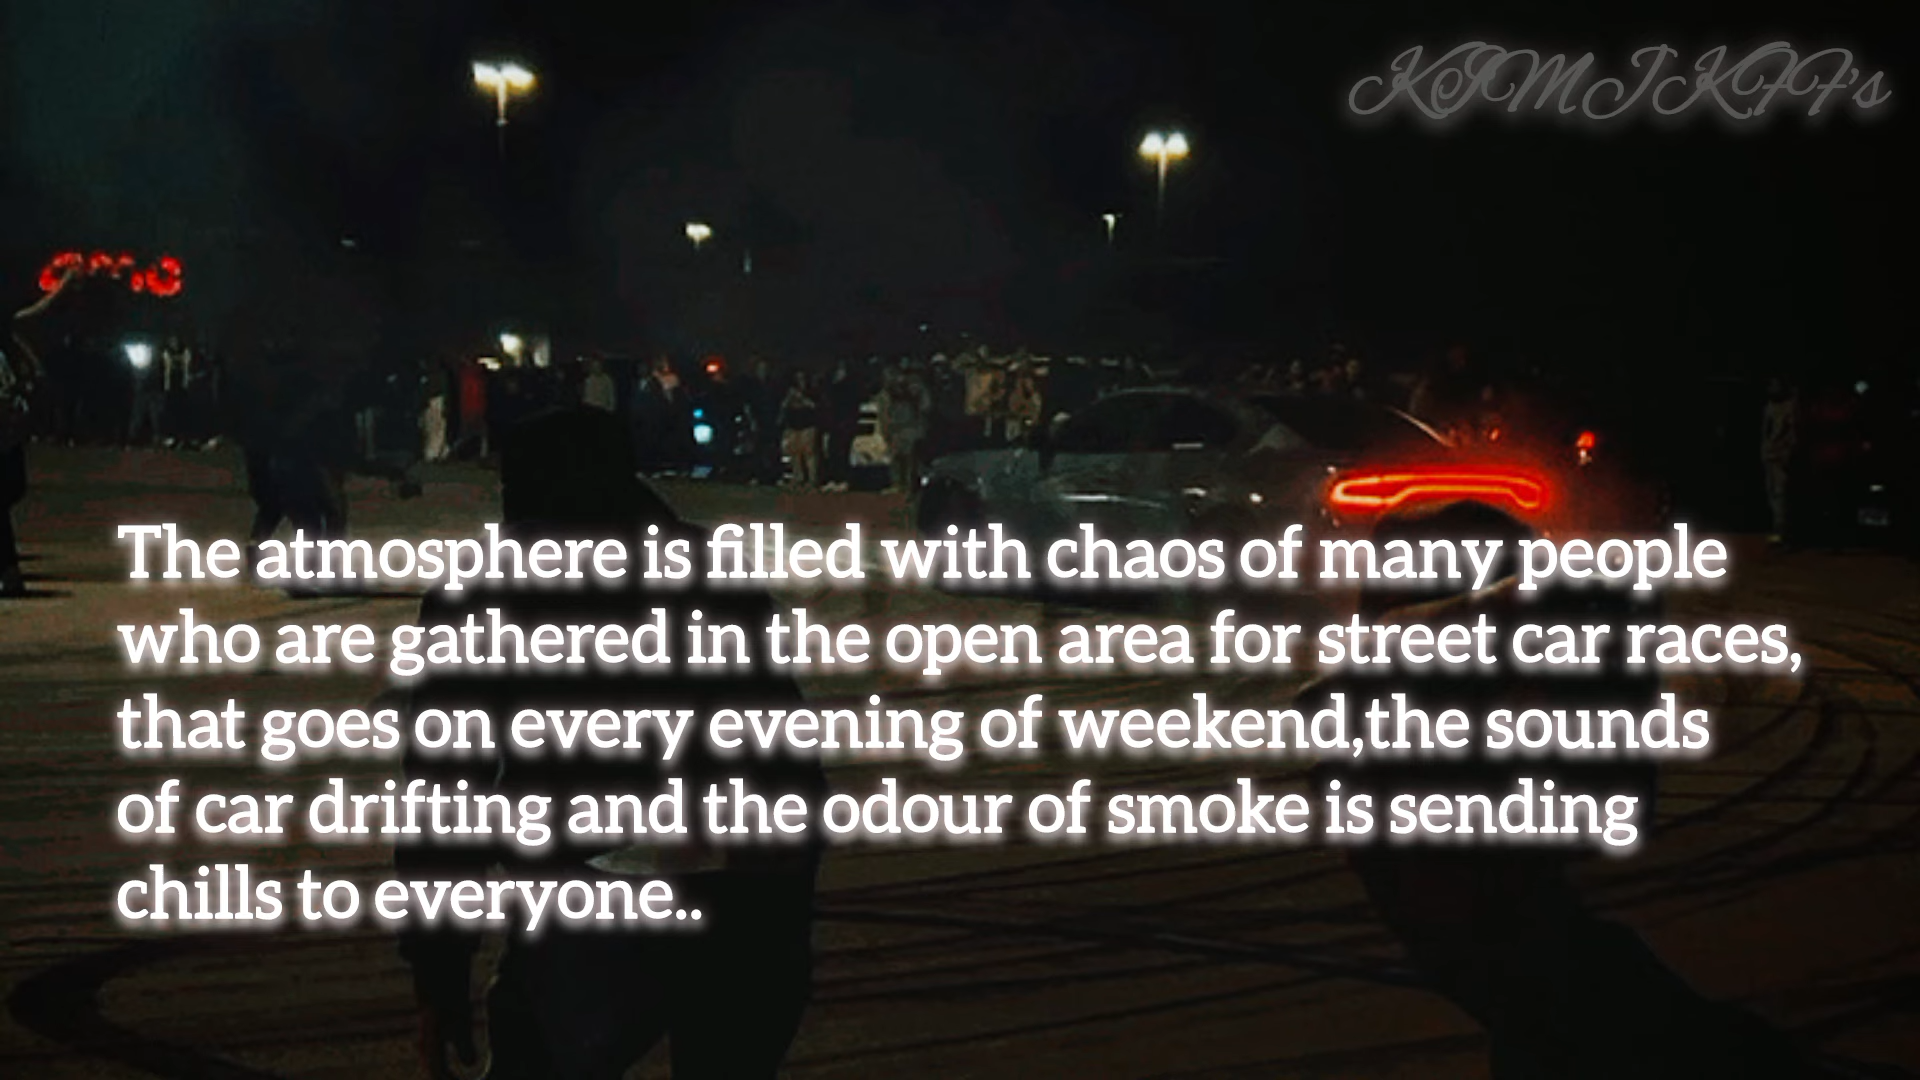 KIMJKFF's
The atmosphere is filled with chaos of many people
who are gathered in the open area for street car races,
that goes on every evening of weekend,the sounds
of car drifting and the odour of smoke is sending
chills to everyone..